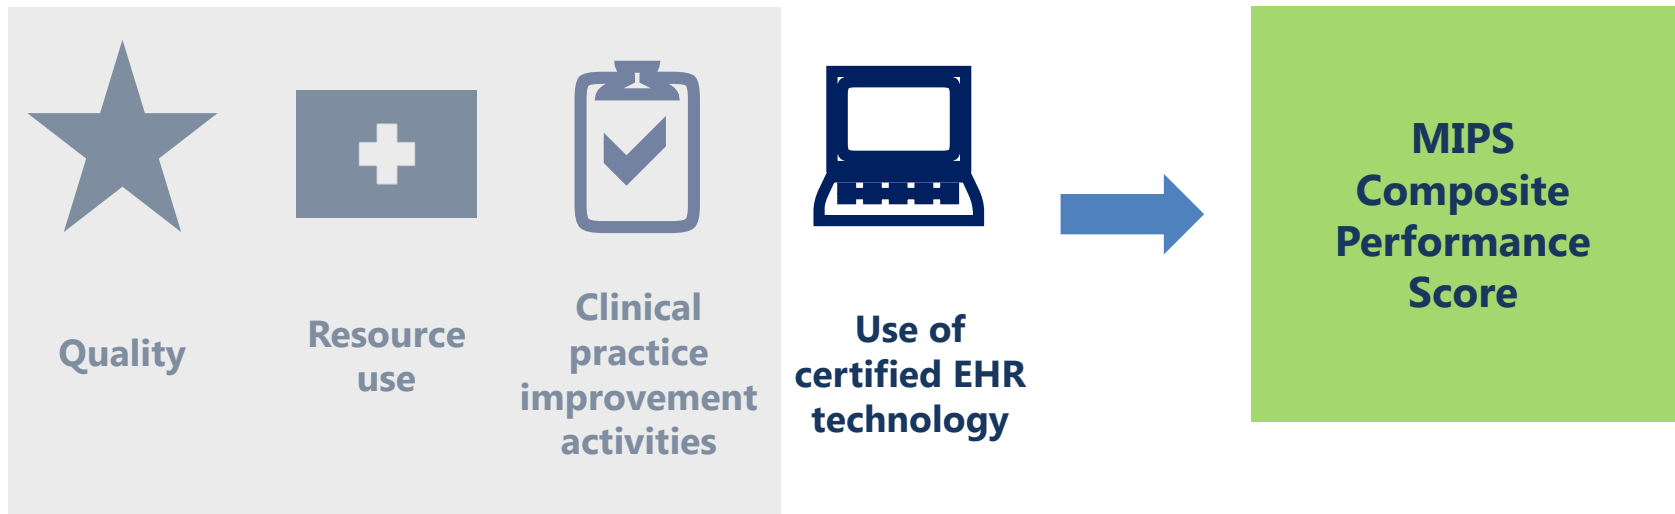 Quality
Resource
use
Clinical
practice
improvement
activities
Use of
certified EHR
technology
MIPS
Composite
Performance
Score